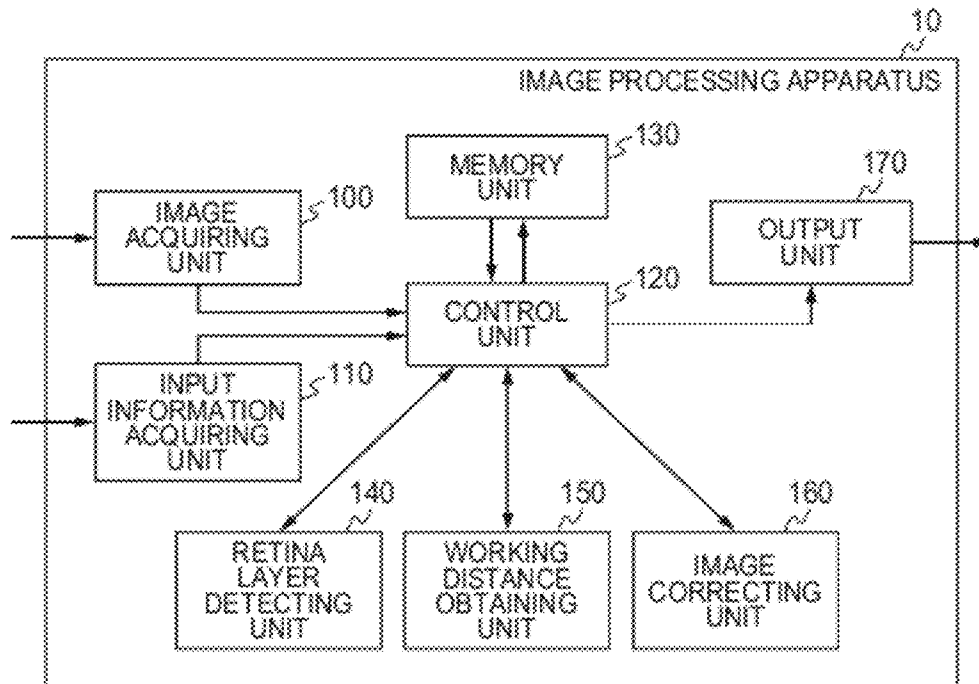 10
IMAGE PROCESSING APPARATUS
130
MEMORY
UNIT
170
OUTPUT
UNIT
100
IMAGE
ACQUIRING
UNIT
120
CONTROL
UNIT
110
INPUT
INFORMATION
ACQUIRING
UNIT
140
RETINA
LAYER
DETECTING
UNIT
150
WORKING
DISTANCE
OBTAINING
UNIT
160
IMAGE
CORRECTING
UNIT